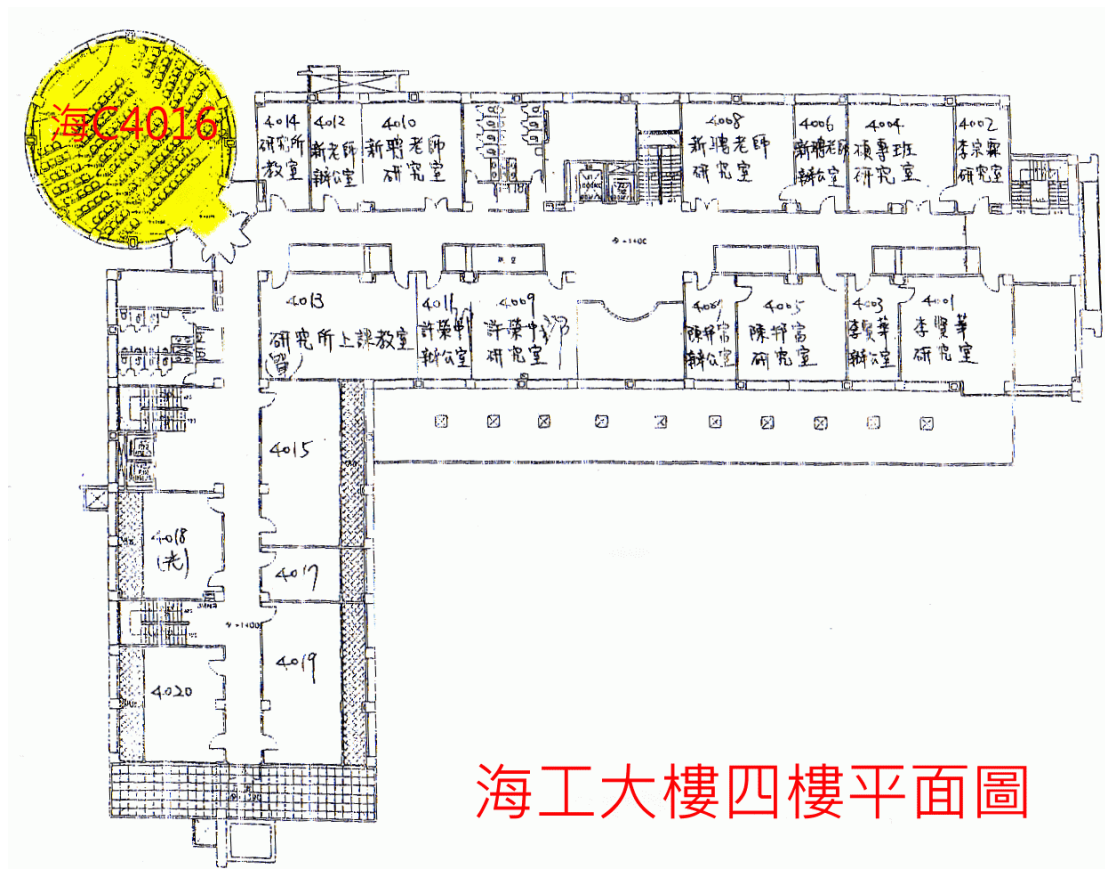 海C4016
4014
研究所
教室
4012
新老師
辦公室
4010
新聘老師
研究室
4008
新聘老師
研究室
4006
新聘老師
辦公室
4004
碩專班
研究室
4002
李宗霖
研究室
4013
研究所上課教室
4011
許榮中
辦公室
4009
許榮中
研究室
4007
陳邦富
辦公室
4005
陳邦富
研究室
4003
李賢華
辦公室
4001
李賢華
研究室
4015
4018
(光)
4017
4019
4020
海工大樓四樓平面圖